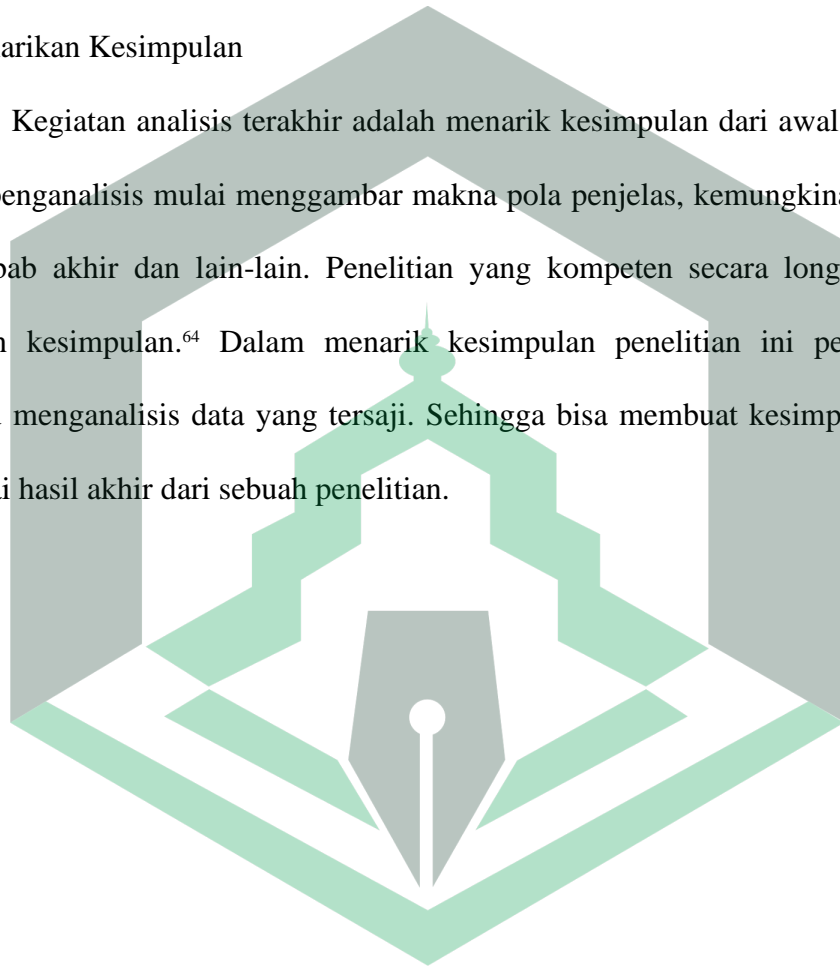 arikan Kesimpulan
Kegiatan analisis terakhir adalah menarik kesimpulan dari awal
penganalisis mulai menggambar makna pola penjelas, kemungkina
bab akhir dan lain-lain. Penelitian yang kompeten secara long
n kesimpulan.⁶⁴ Dalam menarik kesimpulan penelitian ini pe
menganalisis data yang tersaji. Sehingga bisa membuat kesimp
ai hasil akhir dari sebuah penelitian.